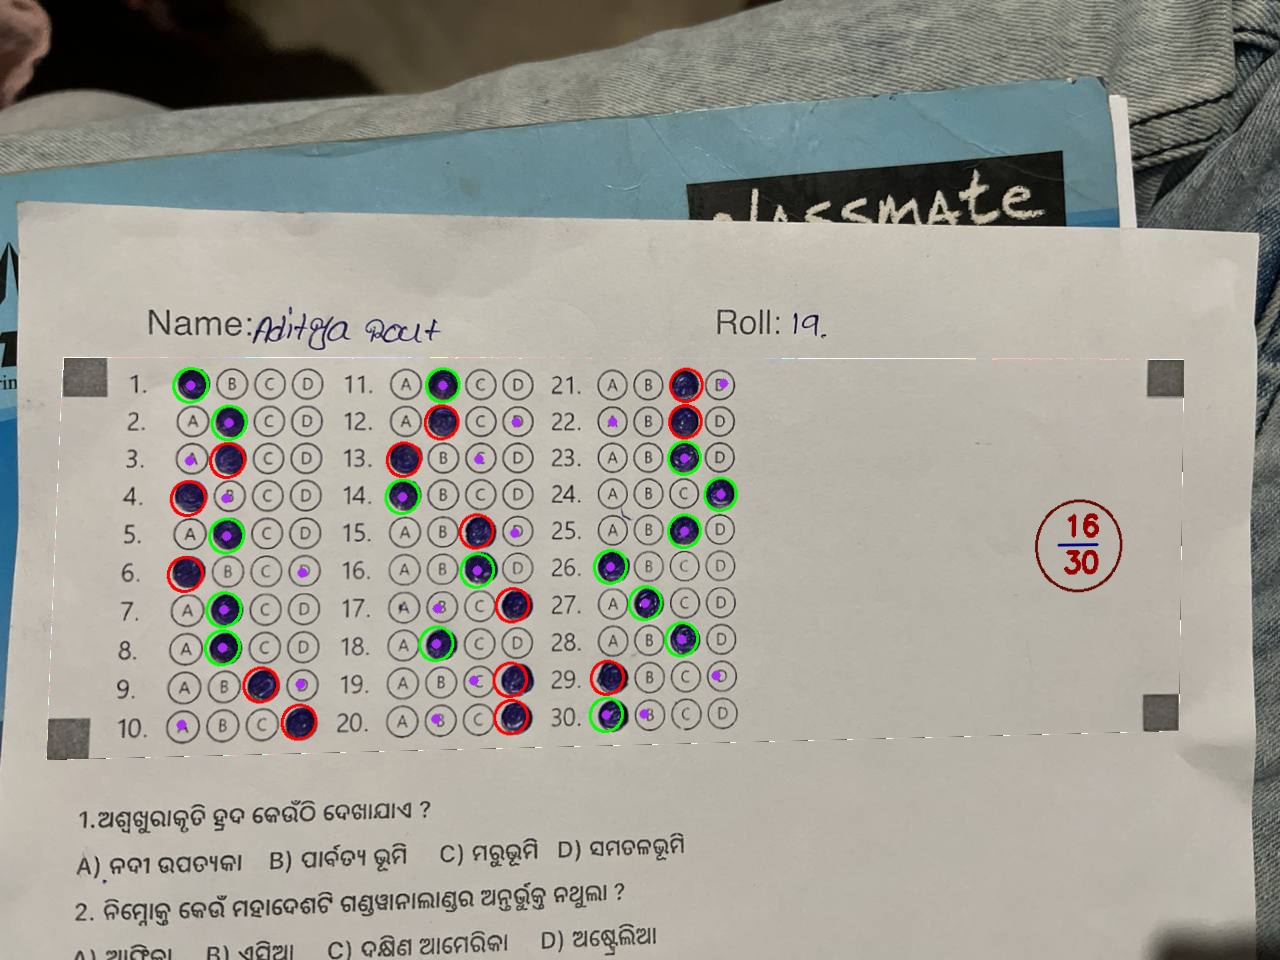 classmate
Name: Aditya Rout Roll: 19.
1. B C D 11. A C D 21. A B D
2. A C D 12. A C D 22. A B D
3. A C D 13. B C D 23. A B D
4. B C D 14. B C D 24. A B C
5. A C D 15. A B D 25. A B D
6. B C D 16. A B D 26. B C D
7. A C D 17. A B C 27. A C D
8. A C D 18. A C D 28. A B D
9. A B D 19. A B C 29. B C D
10. A B C 20. A B C 30. B C D
16
30
1.ଅଶ୍ୱଖୁରାକୃତି ହ୍ରଦ କେଉଁଠି ଦେଖାଯାଏ ?
A) ନଦୀ ଉପତ୍ୟକା B) ପାର୍ବତ୍ୟ ଭୂମି C) ମରୁଭୂମି D) ସମତଳଭୂମି
2. ନିମ୍ନୋକ୍ତ କେଉଁ ମହାଦେଶଟି ଗଣ୍ଡୱାନାଲାଣ୍ଡର ଅନ୍ତର୍ଭୁକ୍ତ ନଥିଲା ?
A) ଆଫ୍ରିକା B) ଏସିଆ C) ଦକ୍ଷିଣ ଆମେରିକା D) ଅଷ୍ଟ୍ରେଲିଆ